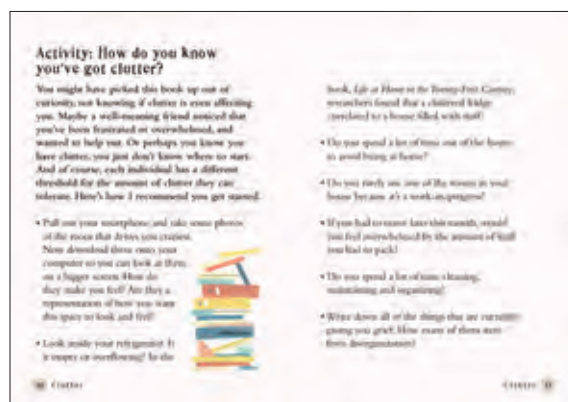 Activity: How do you know
you've got clutter?
You might have picked this book up out of
curiosity, not knowing if clutter is even affecting
you. Maybe a well-meaning friend noticed that
you've been frustrated or overwhelmed, and
wanted to help out. Or perhaps you know you
have clutter, you just don't know where to start.
And of course, each individual has a different
threshold for the amount of clutter they can
tolerate. Here's how I recommend you get started.
• Pull out your smartphone and take some photos
of the room that drives you craziest.
Now download these onto your
computer so you can look at them
on a bigger screen. How do
they make you feel? Are they a
representation of how you want
this space to look and feel?
• Look inside your refrigerator. Is
it empty or overflowing? In the
Clutter
book, Life at Home in the Twenty-First Century,
researchers found that a cluttered fridge
correlated to a house filled with stuff!
• Do you spend a lot of time out of the house
to avoid being at home?
• Do you rarely use one of the rooms in your
house because it's a work-in-progress?
• If you had to move later this month, would
you feel overwhelmed by the amount of stuff
you had to pack?
• Do you spend a lot of time cleaning,
maintaining and organizing?
• Write down all of the things that are currently
giving you grief. How many of them stem
from disorganization?
Clutter